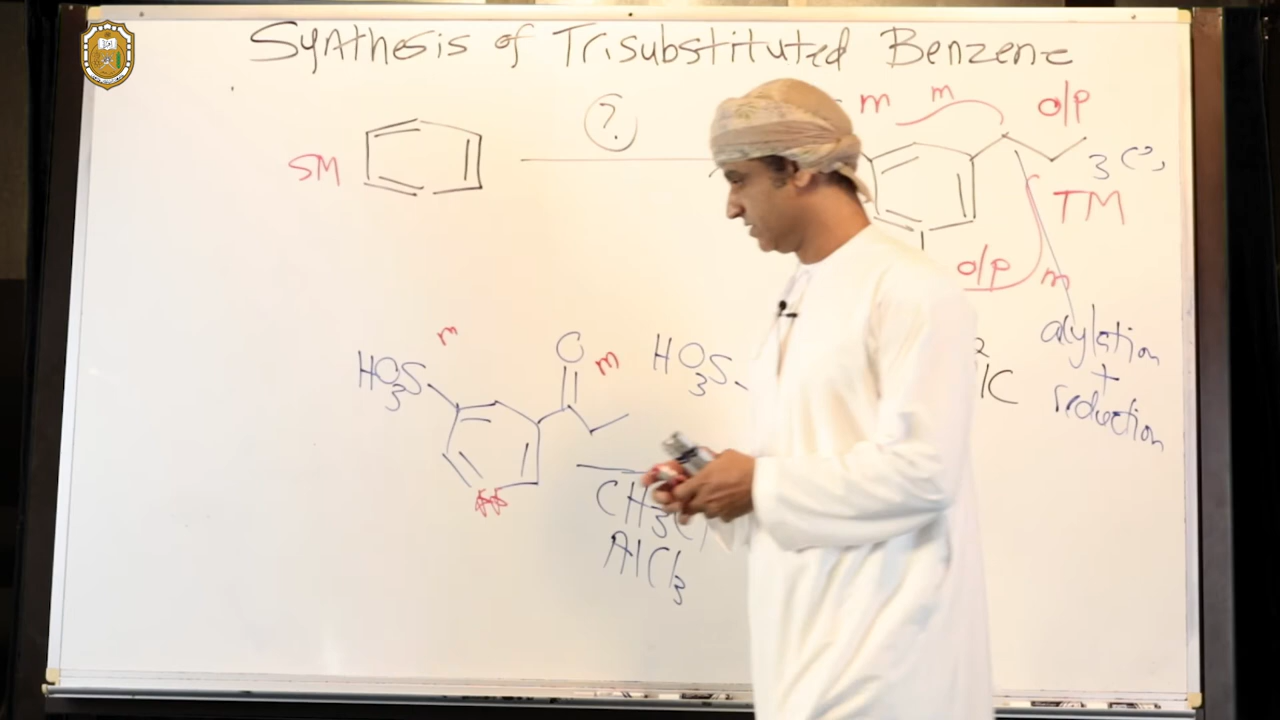 Synthesis of Trisubstituted Benzene
?
m
m
o/p
SM
3 C's
TM
o/p
m
m
O
m
HO3S
HO3S
acylation
+
reduction
CH3Cl
AlCl3